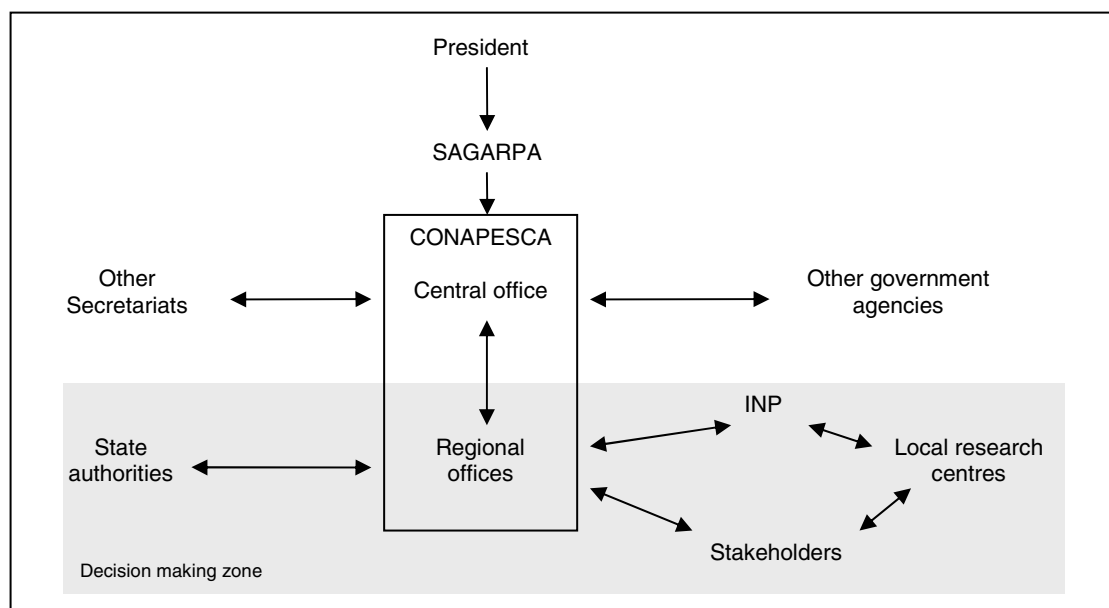 President
SAGARPA
CONAPESCA
Other
Secretariats
Central office
Other government
agencies
INP
State
authorities
Regional
offices
Local research
centres
Stakeholders
Decision making zone